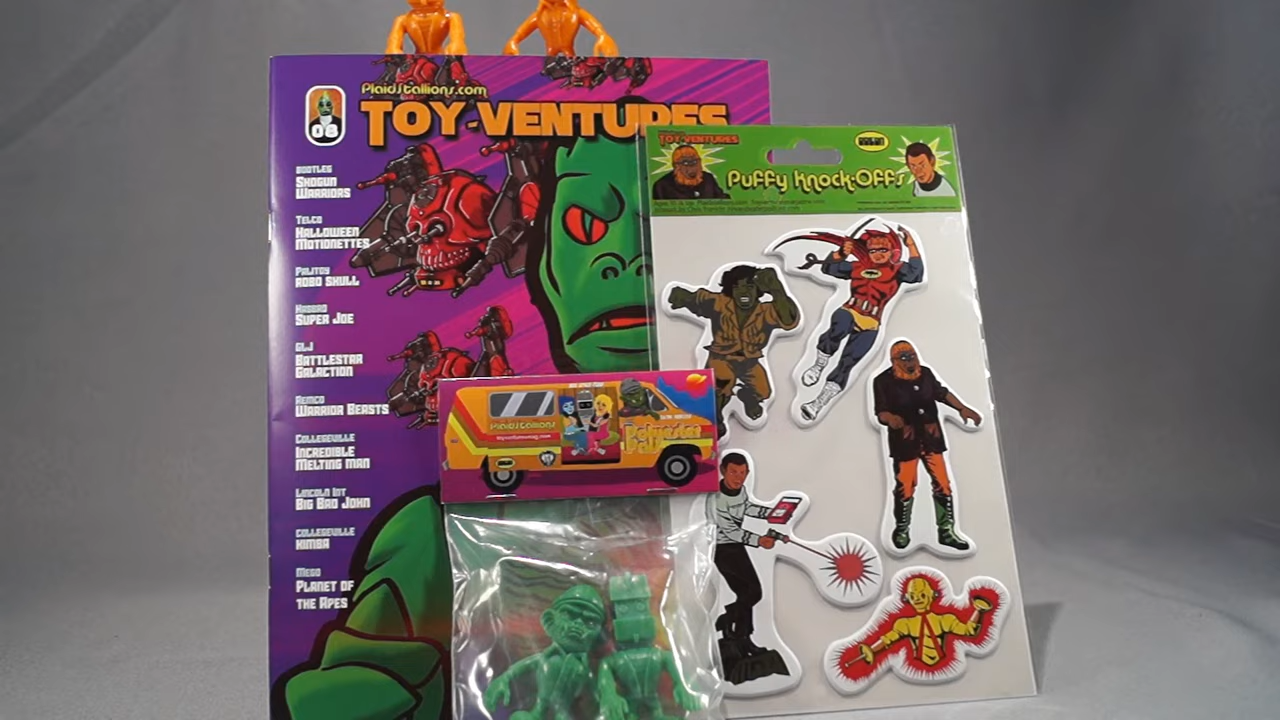 PlaidStallions.com
TOY-VENTURES
08
BOOTLEG
SHOGUN
WARRIORS
TELCO
HALLOWEEN
MOTIONETTES
PALITOY
ROBO SKULL
HASBRO
SUPER JOE
GLJ
BATTLESTAR
GALACTION
REMCO
WARRIOR BEASTS
COLLEGEVILLE
INCREDIBLE
MELTING MAN
LINCOLN INT
BIG BAD JOHN
COLLEGEVILLE
KIMBA
MEGO
PLANET OF
THE APES
TOY-VENTURES
Puffy Knock-Offs
PlaidStallions